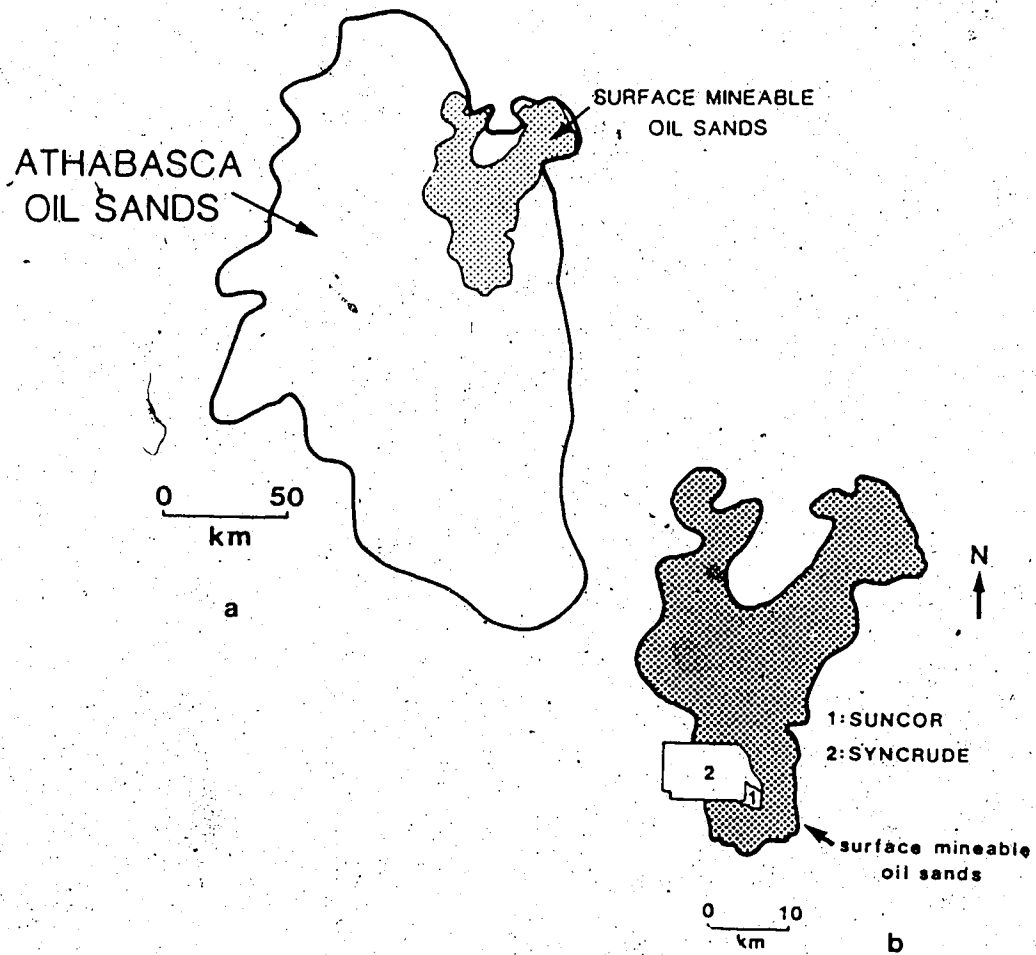 SURFACE MINEABLE
OIL SANDS
ATHABASCA
OIL SANDS
0 50
km
a
N
1:SUNCOR
2:SYNCRUDE
2
1
surface mineable
oil sands
0 10
km
b